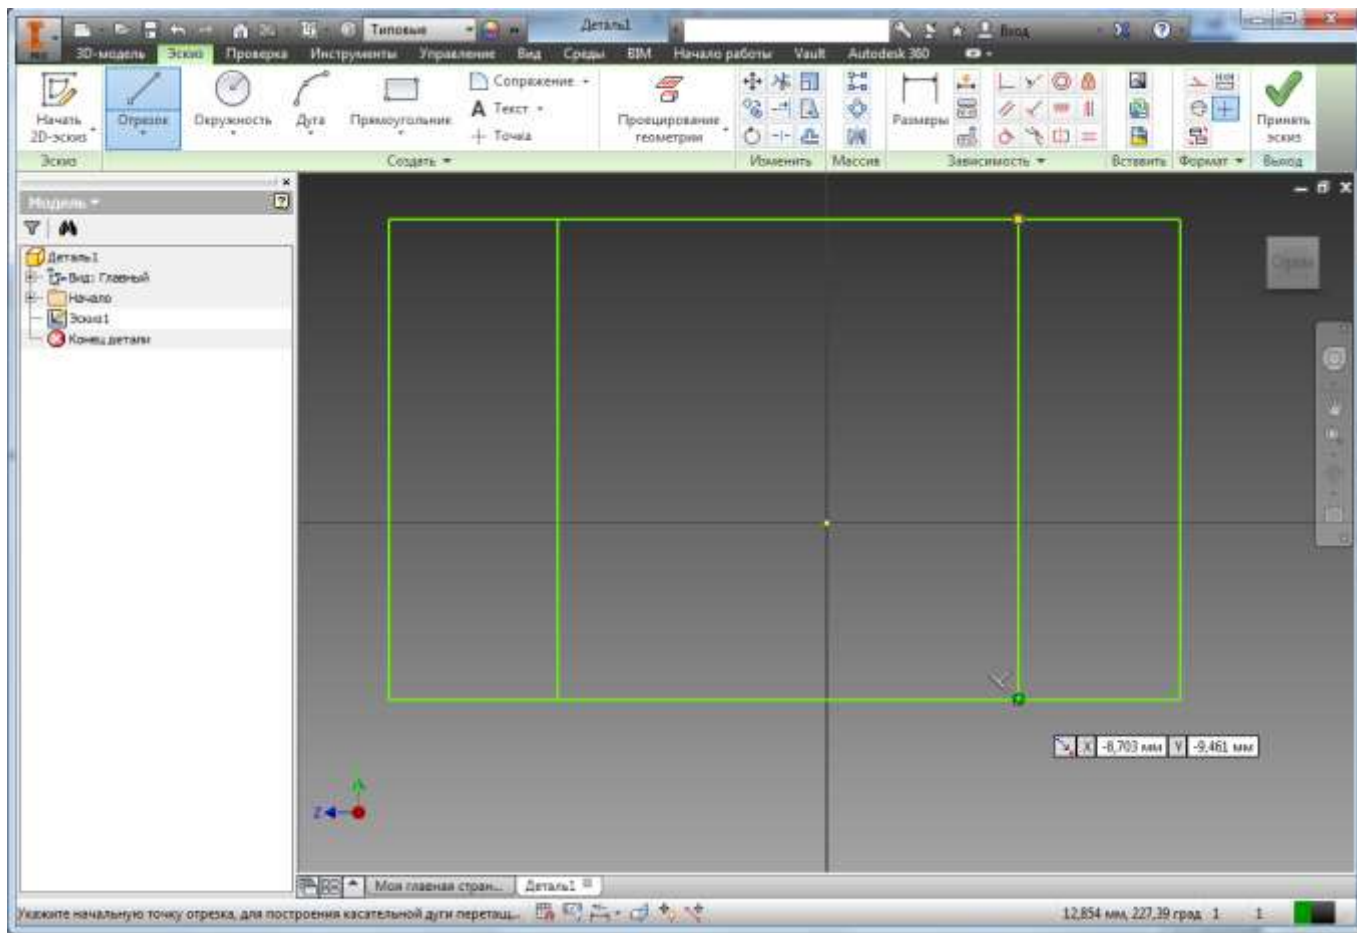 Типовые
Деталь1
Вход
3D-модель Эскиз Проверка Инструменты Управление Вид Среды BIM Начало работы Vault Autodesk 360
Начать 2D-эскиз
Отрезок
Окружность
Дуга
Прямоугольник
Сопряжение
A Текст
Точка
Проецирование геометрии
Размеры
Принять эскиз
Эскиз
Создать
Изменить
Массив
Зависимость
Вставить
Формат
Выход
Модель
Деталь1
Вид: Главный
Начало
Эскиз1
Конец детали
X -8,703 мм Y -9,461 мм
Z
Моя главная стран...
Деталь1
Укажите начальную точку отрезка, для построения касательной дуги перетащ...
12,854 мм, 227,39 град 1 1